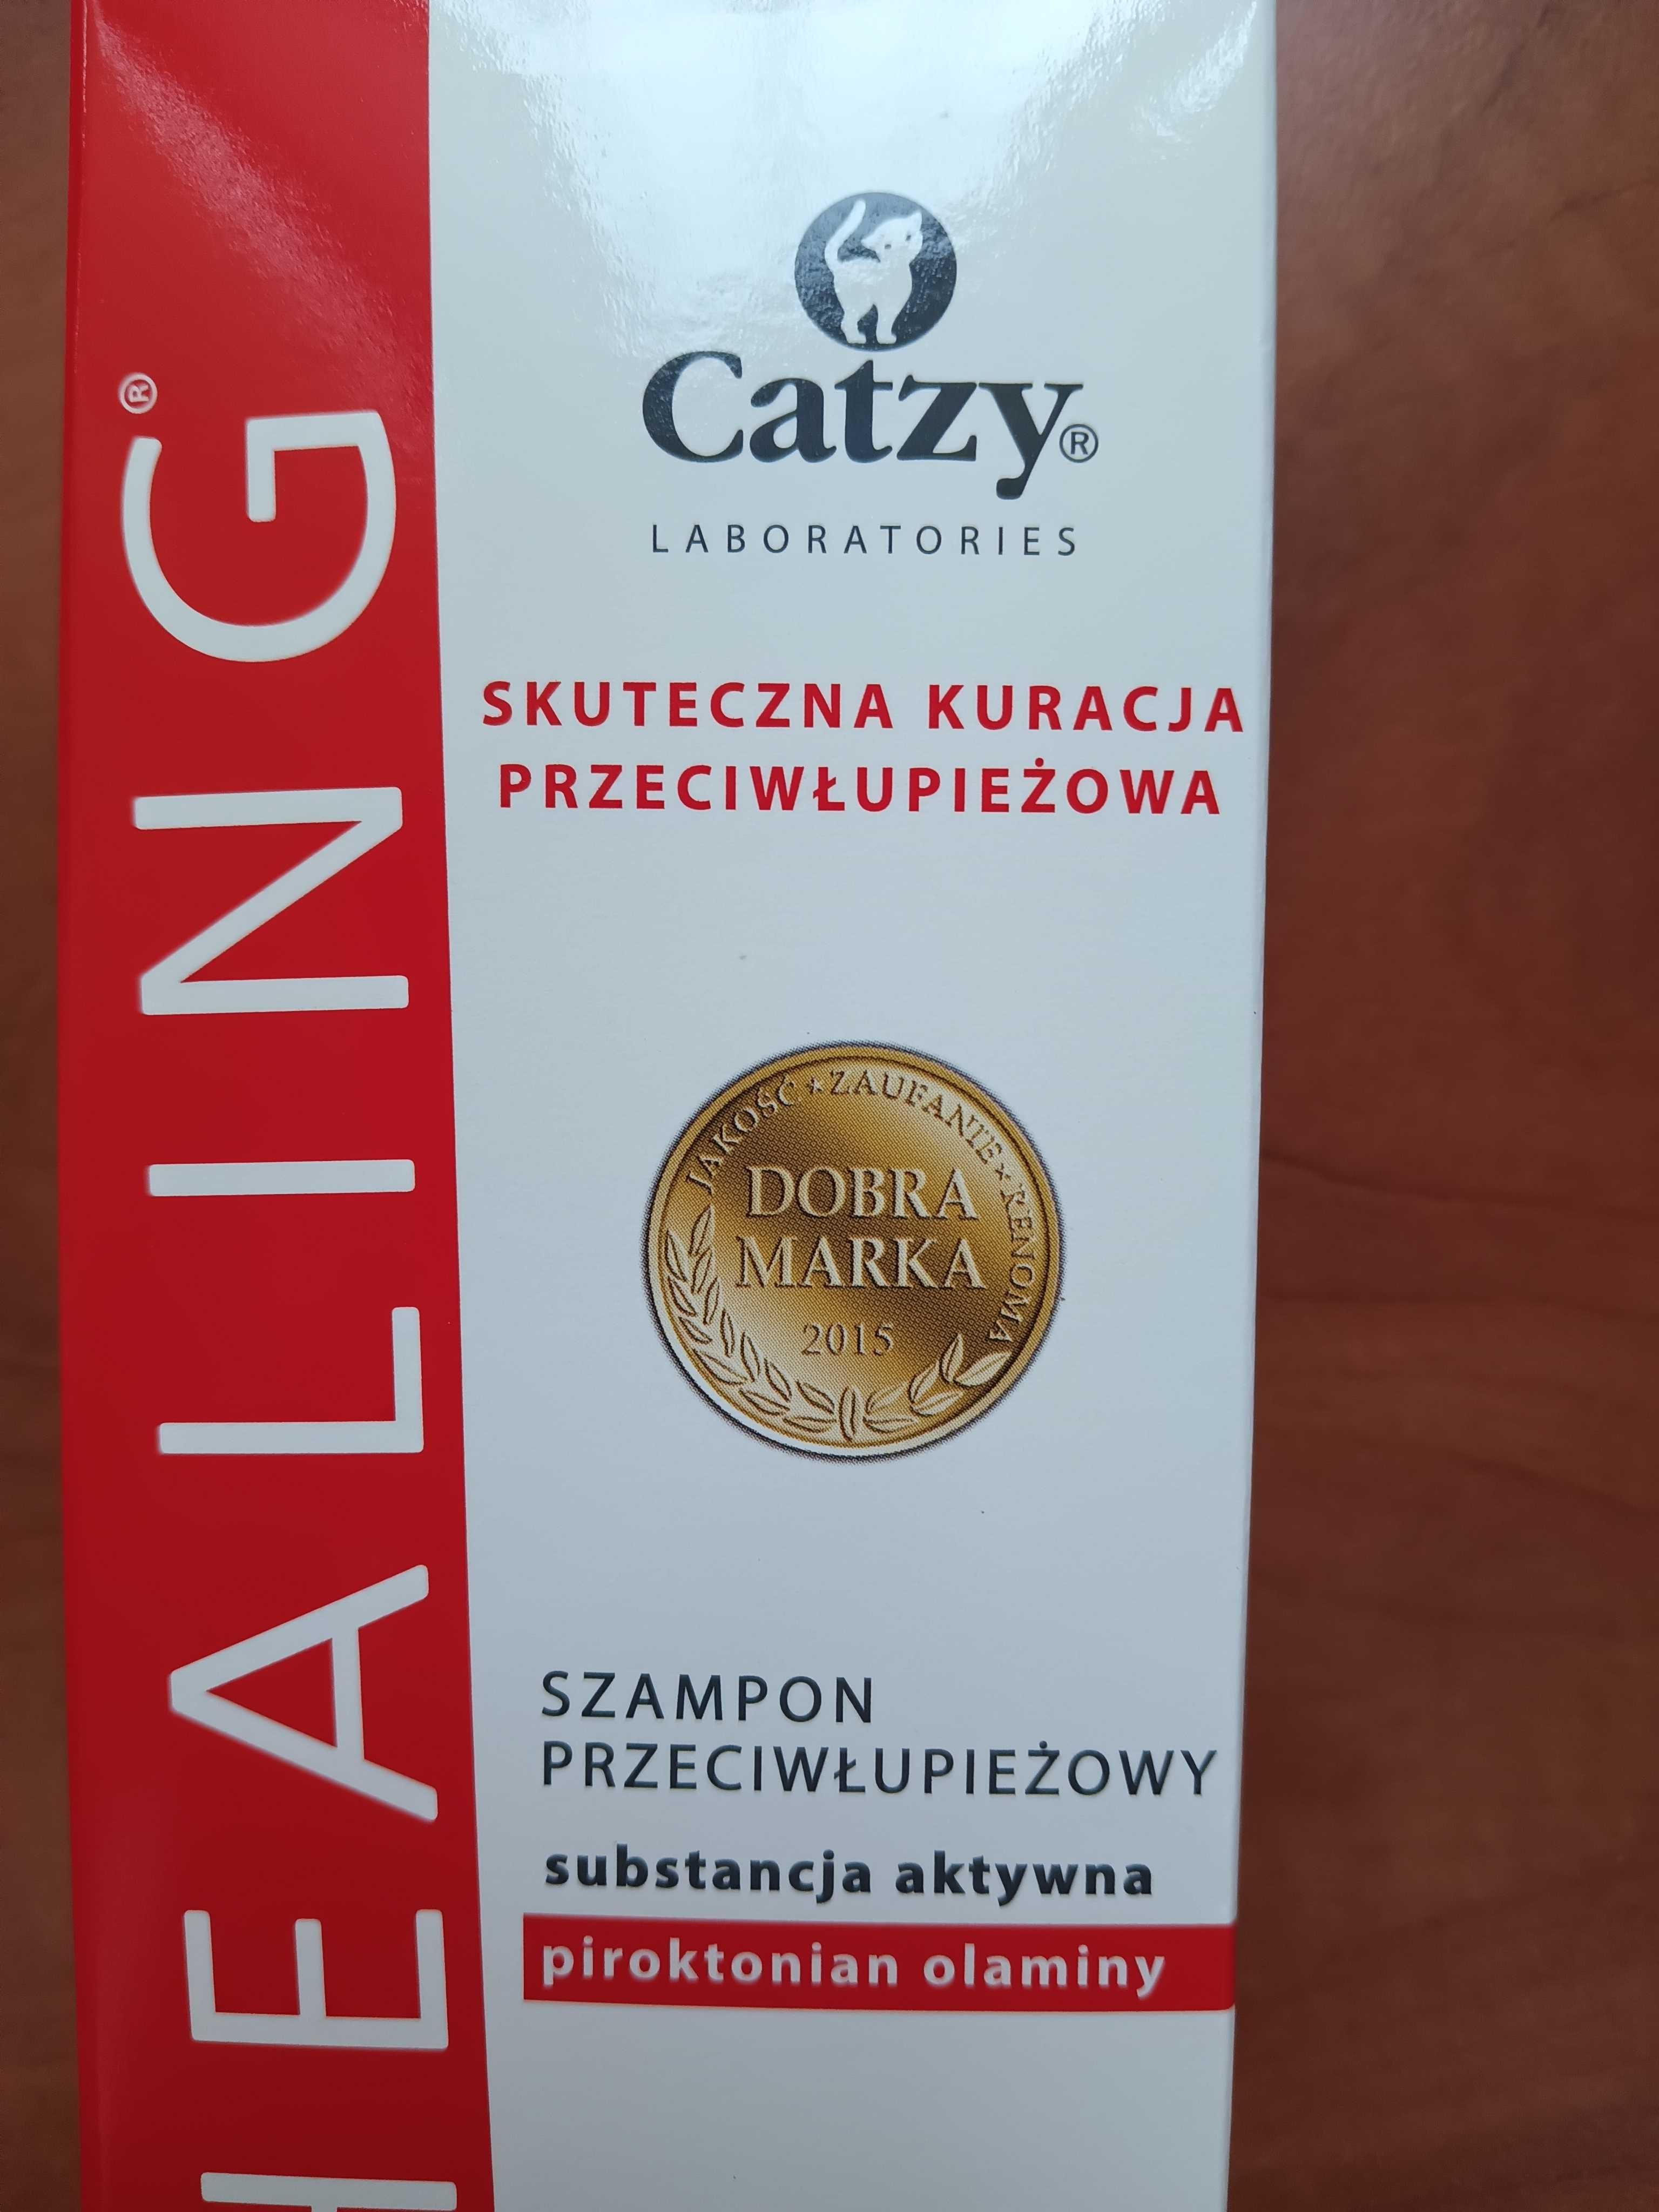 HEALING®
Catzy®
LABORATORIES
SKUTECZNA KURACJA
PRZECIWŁUPIEŻOWA
JAKOŚĆ * ZAUFANIE * RENOMA
DOBRA
MARKA
2015
SZAMPON
PRZECIWŁUPIEŻOWY
substancja aktywna
piroktonian olaminy